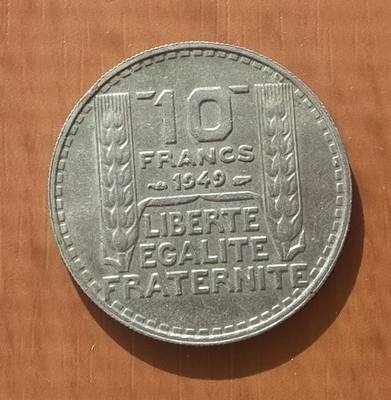 10
FRANCS
1949
LIBERTE
EGALITE
FRATERNITE